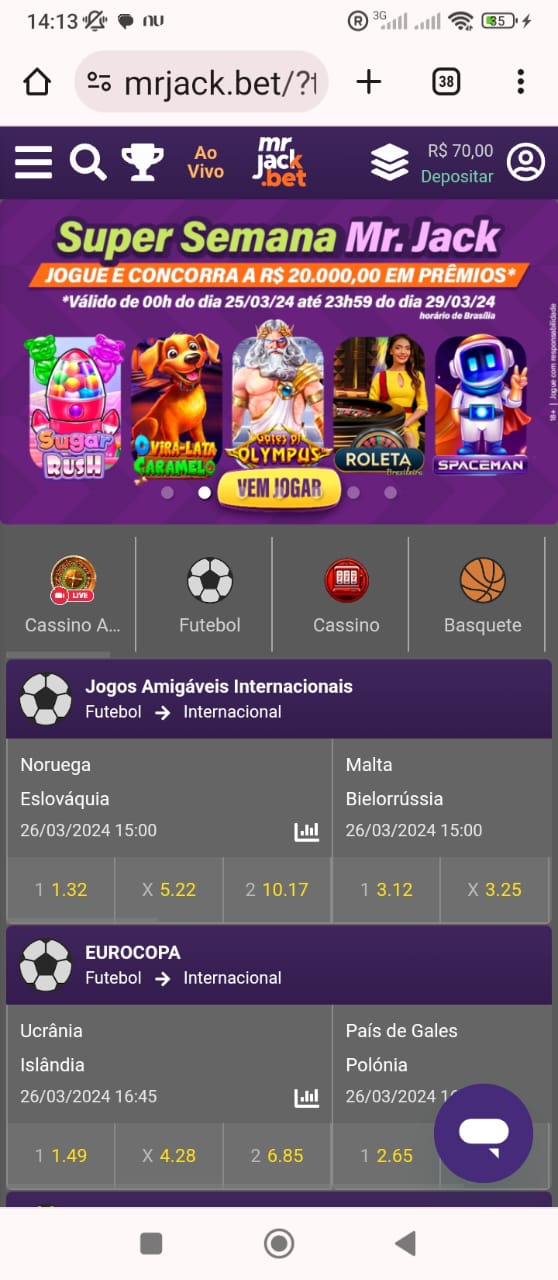 14:13
R 3G 35
mrjack.bet/?t
38
Ao
Vivo
mr
jack
.bet
R$ 70,00
Depositar
Super Semana Mr. Jack
JOGUE E CONCORRA A R$ 20.000,00 EM PRÊMIOS*
*Válido de 00h do dia 25/03/24 até 23h59 do dia 29/03/24
horário de Brasília
18+ | Jogue com responsabilidade
Sugar
RUSH
O VIRA-LATA
CARAMELO
Gates of
OLYMPUS
ROLETA
Brasileira
SPACEMAN
VEM JOGAR
LIVE
Cassino A...
Futebol
Cassino
Basquete
Jogos Amigáveis Internacionais
Futebol → Internacional
Noruega
Eslováquia
26/03/2024 15:00
Malta
Bielorrússia
26/03/2024 15:00
1 1.32
X 5.22
2 10.17
1 3.12
X 3.25
EUROCOPA
Futebol → Internacional
Ucrânia
Islândia
26/03/2024 16:45
País de Gales
Polónia
26/03/2024
1 1.49
X 4.28
2 6.85
1 2.65